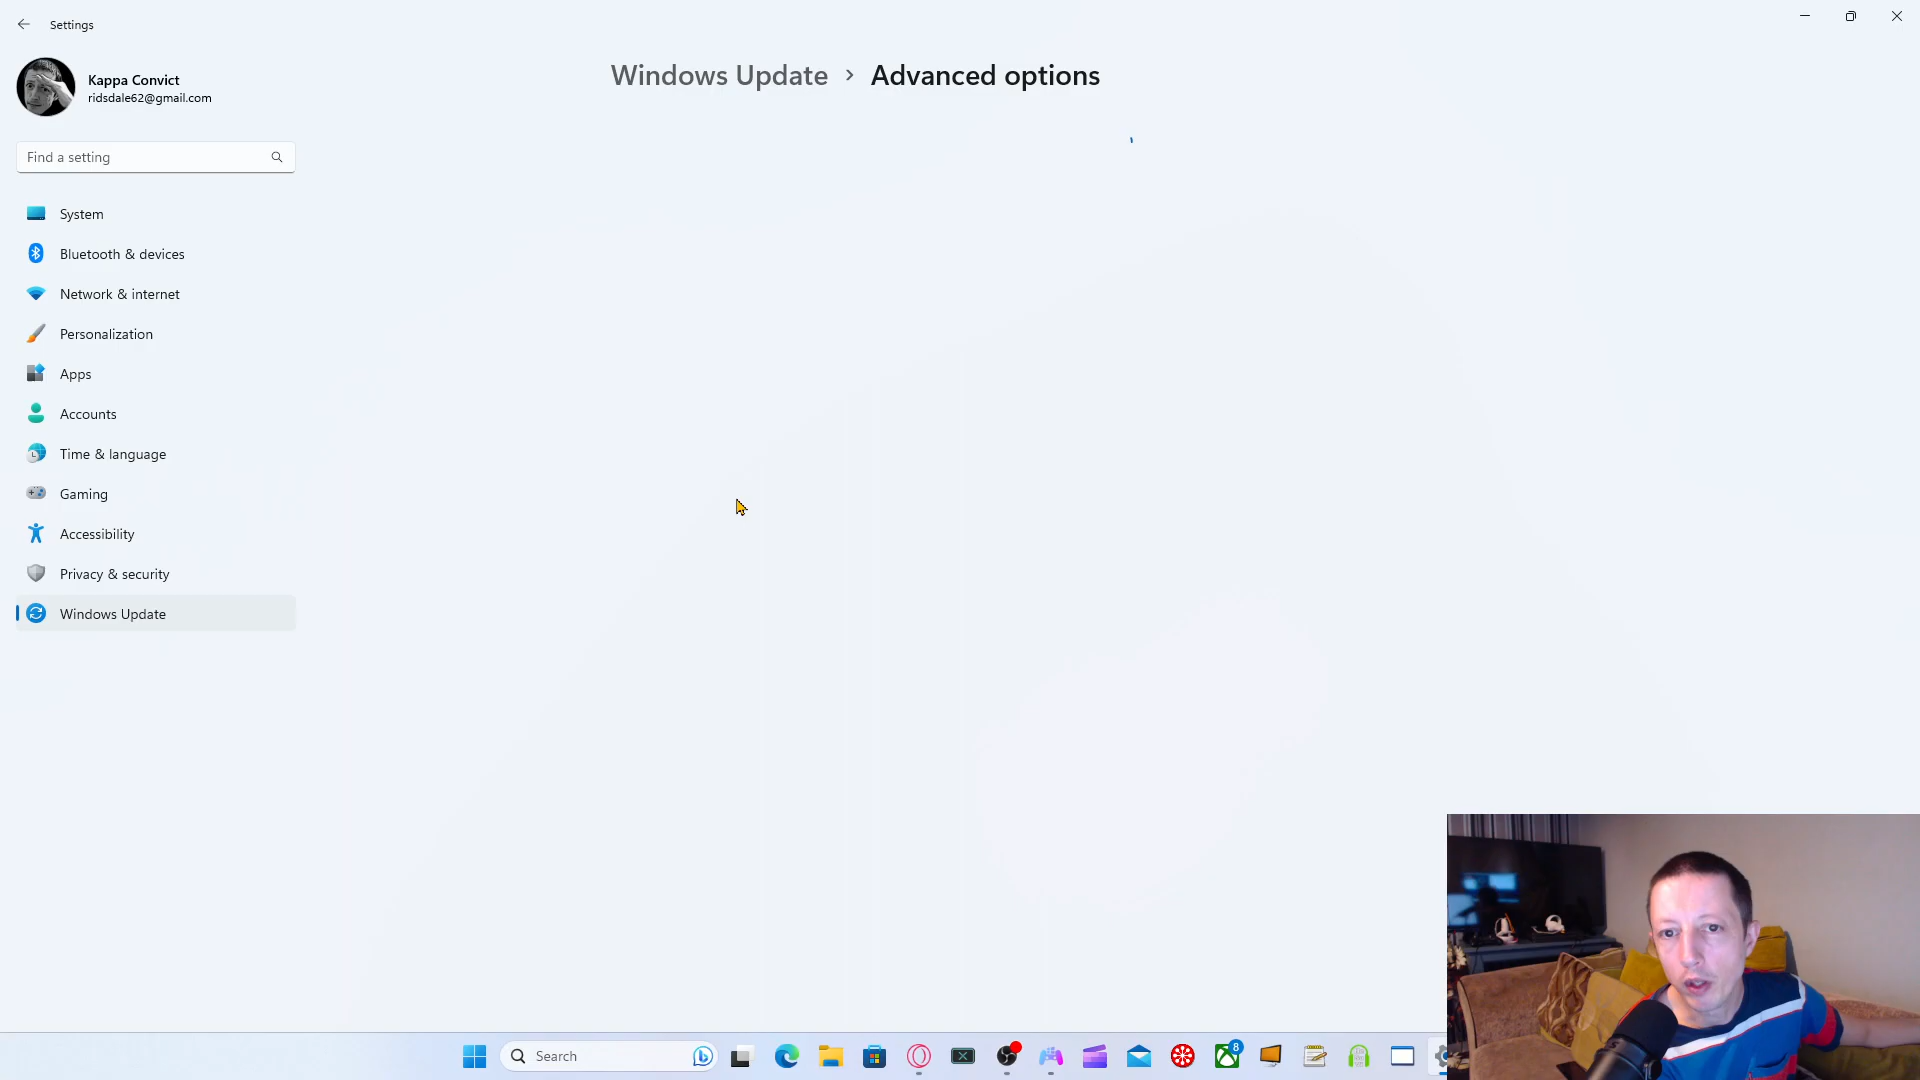 Settings
Kappa Convict
ridsdale62@gmail.com
Windows Update > Advanced options
Find a setting
System
Bluetooth & devices
Network & internet
Personalization
Apps
Accounts
Time & language
Gaming
Accessibility
Privacy & security
Windows Update
Search
8